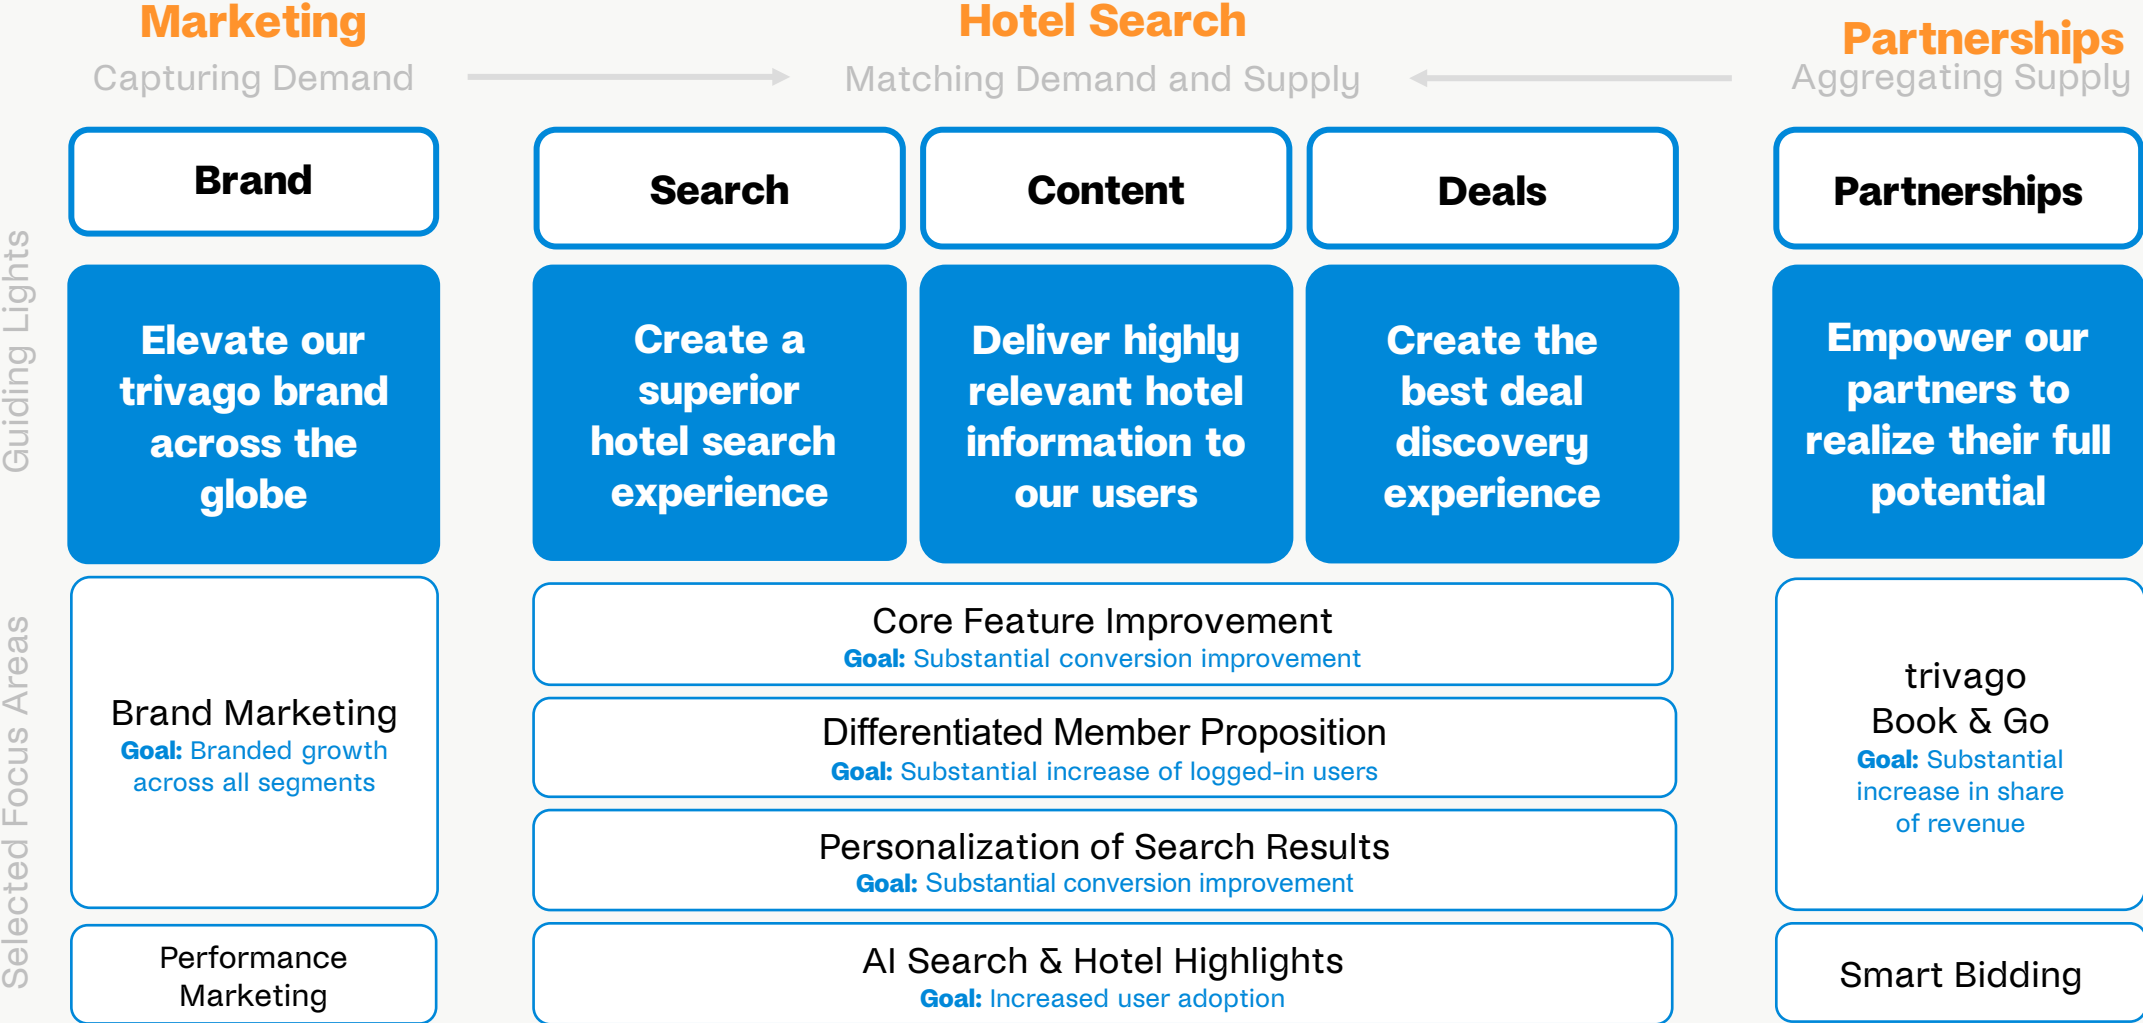 Marketing
Capturing Demand
Hotel Search
Matching Demand and Supply
Partnerships
Aggregating Supply
Guiding Lights
Brand
Search
Content
Deals
Partnerships
Elevate our
trivago brand
across the
globe
Create a
superior
hotel search
experience
Deliver highly
relevant hotel
information to
our users
Create the
best deal
discovery
experience
Empower our
partners to
realize their full
potential
Selected Focus Areas
Brand Marketing
Goal: Branded growth
across all segments
Performance
Marketing
Core Feature Improvement
Goal: Substantial conversion improvement
Differentiated Member Proposition
Goal: Substantial increase of logged-in users
Personalization of Search Results
Goal: Substantial conversion improvement
AI Search & Hotel Highlights
Goal: Increased user adoption
trivago
Book & Go
Goal: Substantial
increase in share
of revenue
Smart Bidding